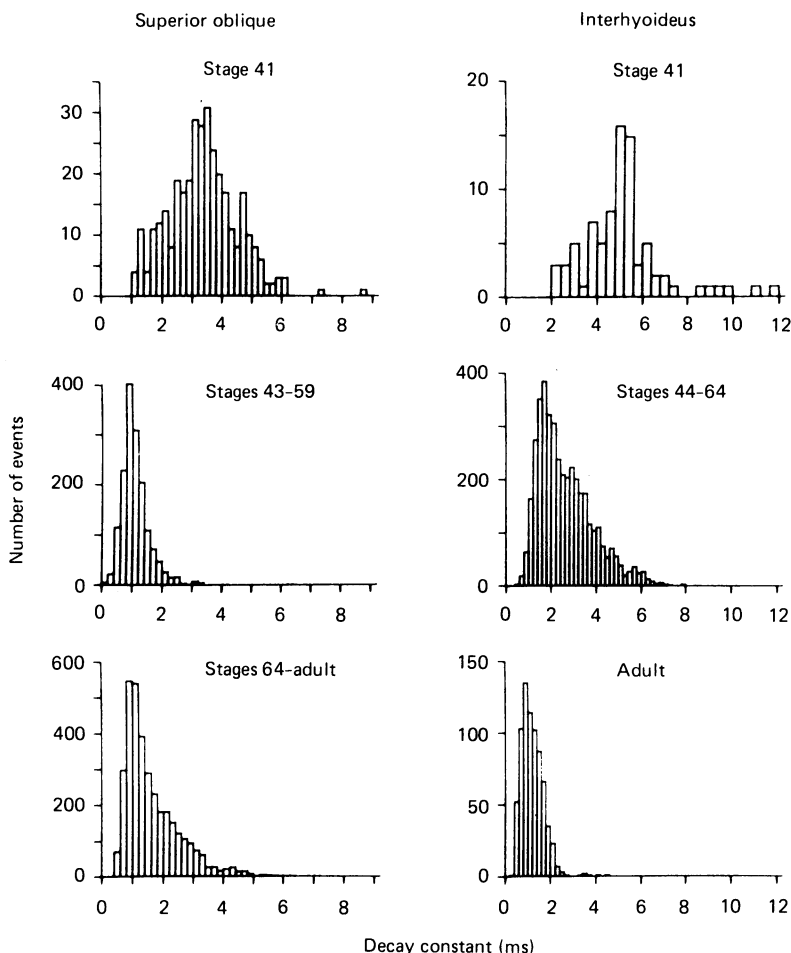 Superior oblique
Interhyoideus
Stage 41
30
20
10
0
0 2 4 6 8
Stage 41
20
10
0
0 2 4 6 8 10 12
Number of events
Stages 43–59
400
200
0
0 2 4 6 8
Stages 44–64
400
200
0
0 2 4 6 8 10 12
Stages 64–adult
600
400
200
0
0 2 4 6 8
Adult
150
100
50
0
0 2 4 6 8 10 12
Decay constant (ms)